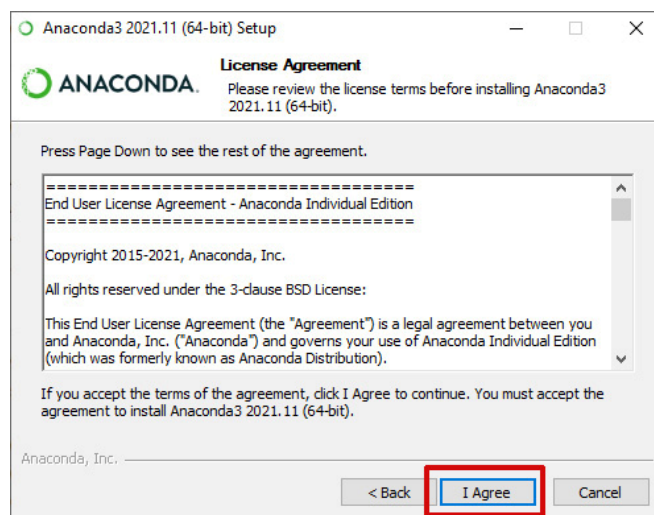 Anaconda3 2021.11 (64-bit) Setup
ANACONDA.
License Agreement
Please review the license terms before installing Anaconda3
2021.11 (64-bit).
Press Page Down to see the rest of the agreement.
===================================
End User License Agreement - Anaconda Individual Edition
===================================
Copyright 2015-2021, Anaconda, Inc.
All rights reserved under the 3-clause BSD License:
This End User License Agreement (the "Agreement") is a legal agreement between you
and Anaconda, Inc. ("Anaconda") and governs your use of Anaconda Individual Edition
(which was formerly known as Anaconda Distribution).
If you accept the terms of the agreement, click I Agree to continue. You must accept the
agreement to install Anaconda3 2021.11 (64-bit).
Anaconda, Inc.
< Back
I Agree
Cancel